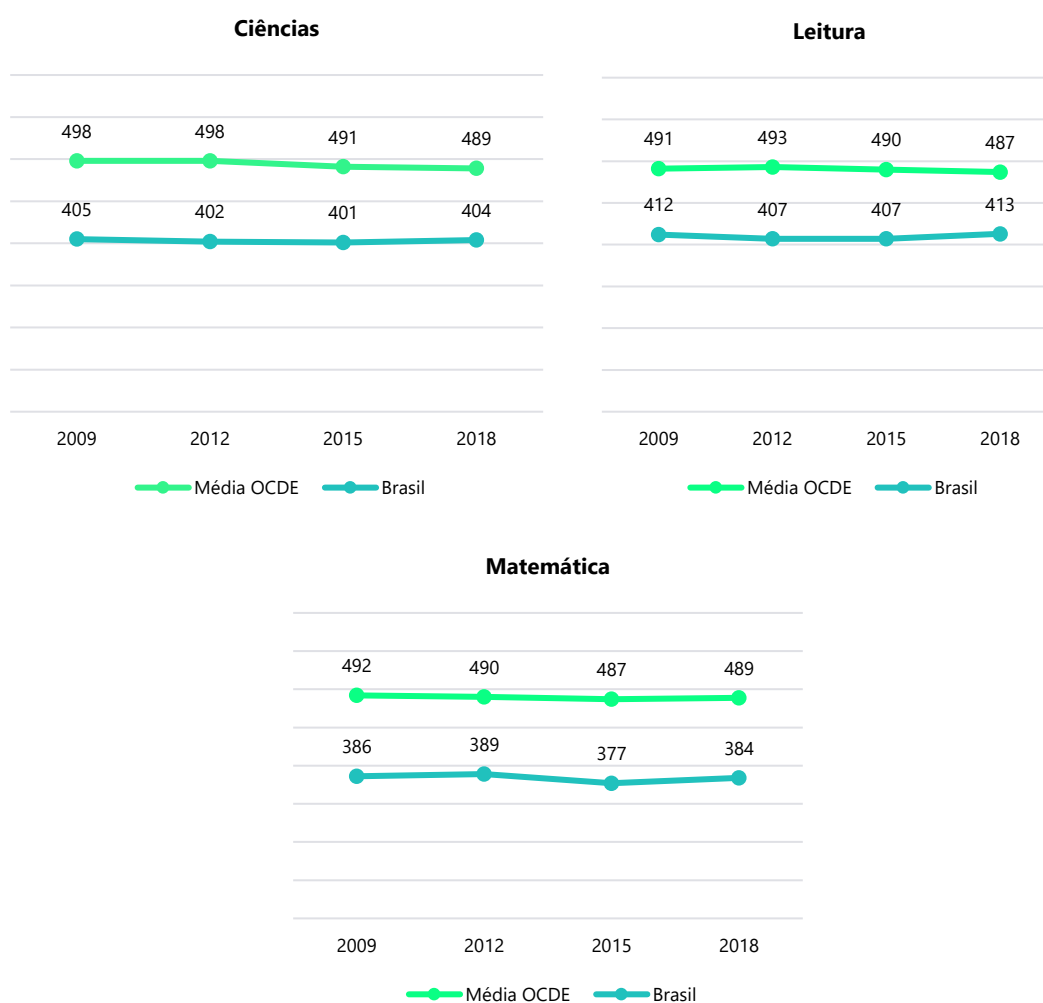 Ciências
498 498 491 489
405 402 401 404
2009 2012 2015 2018
Média OCDE Brasil
Leitura
491 493 490 487
412 407 407 413
2009 2012 2015 2018
Média OCDE Brasil
Matemática
492 490 487 489
386 389 377 384
2009 2012 2015 2018
Média OCDE Brasil